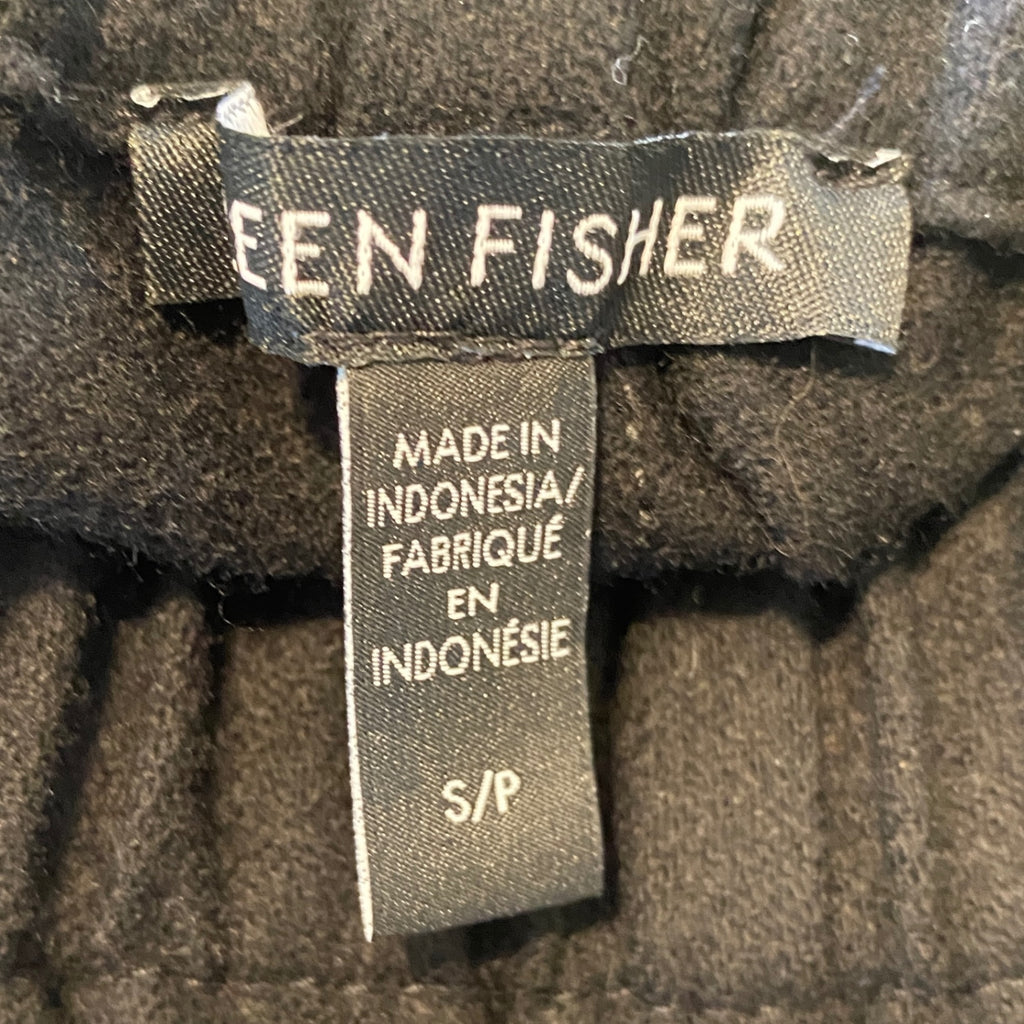 EEN FISHER
MADE IN
INDONESIA/
FABRIQUÉ
EN
INDONÉSIE
S/P